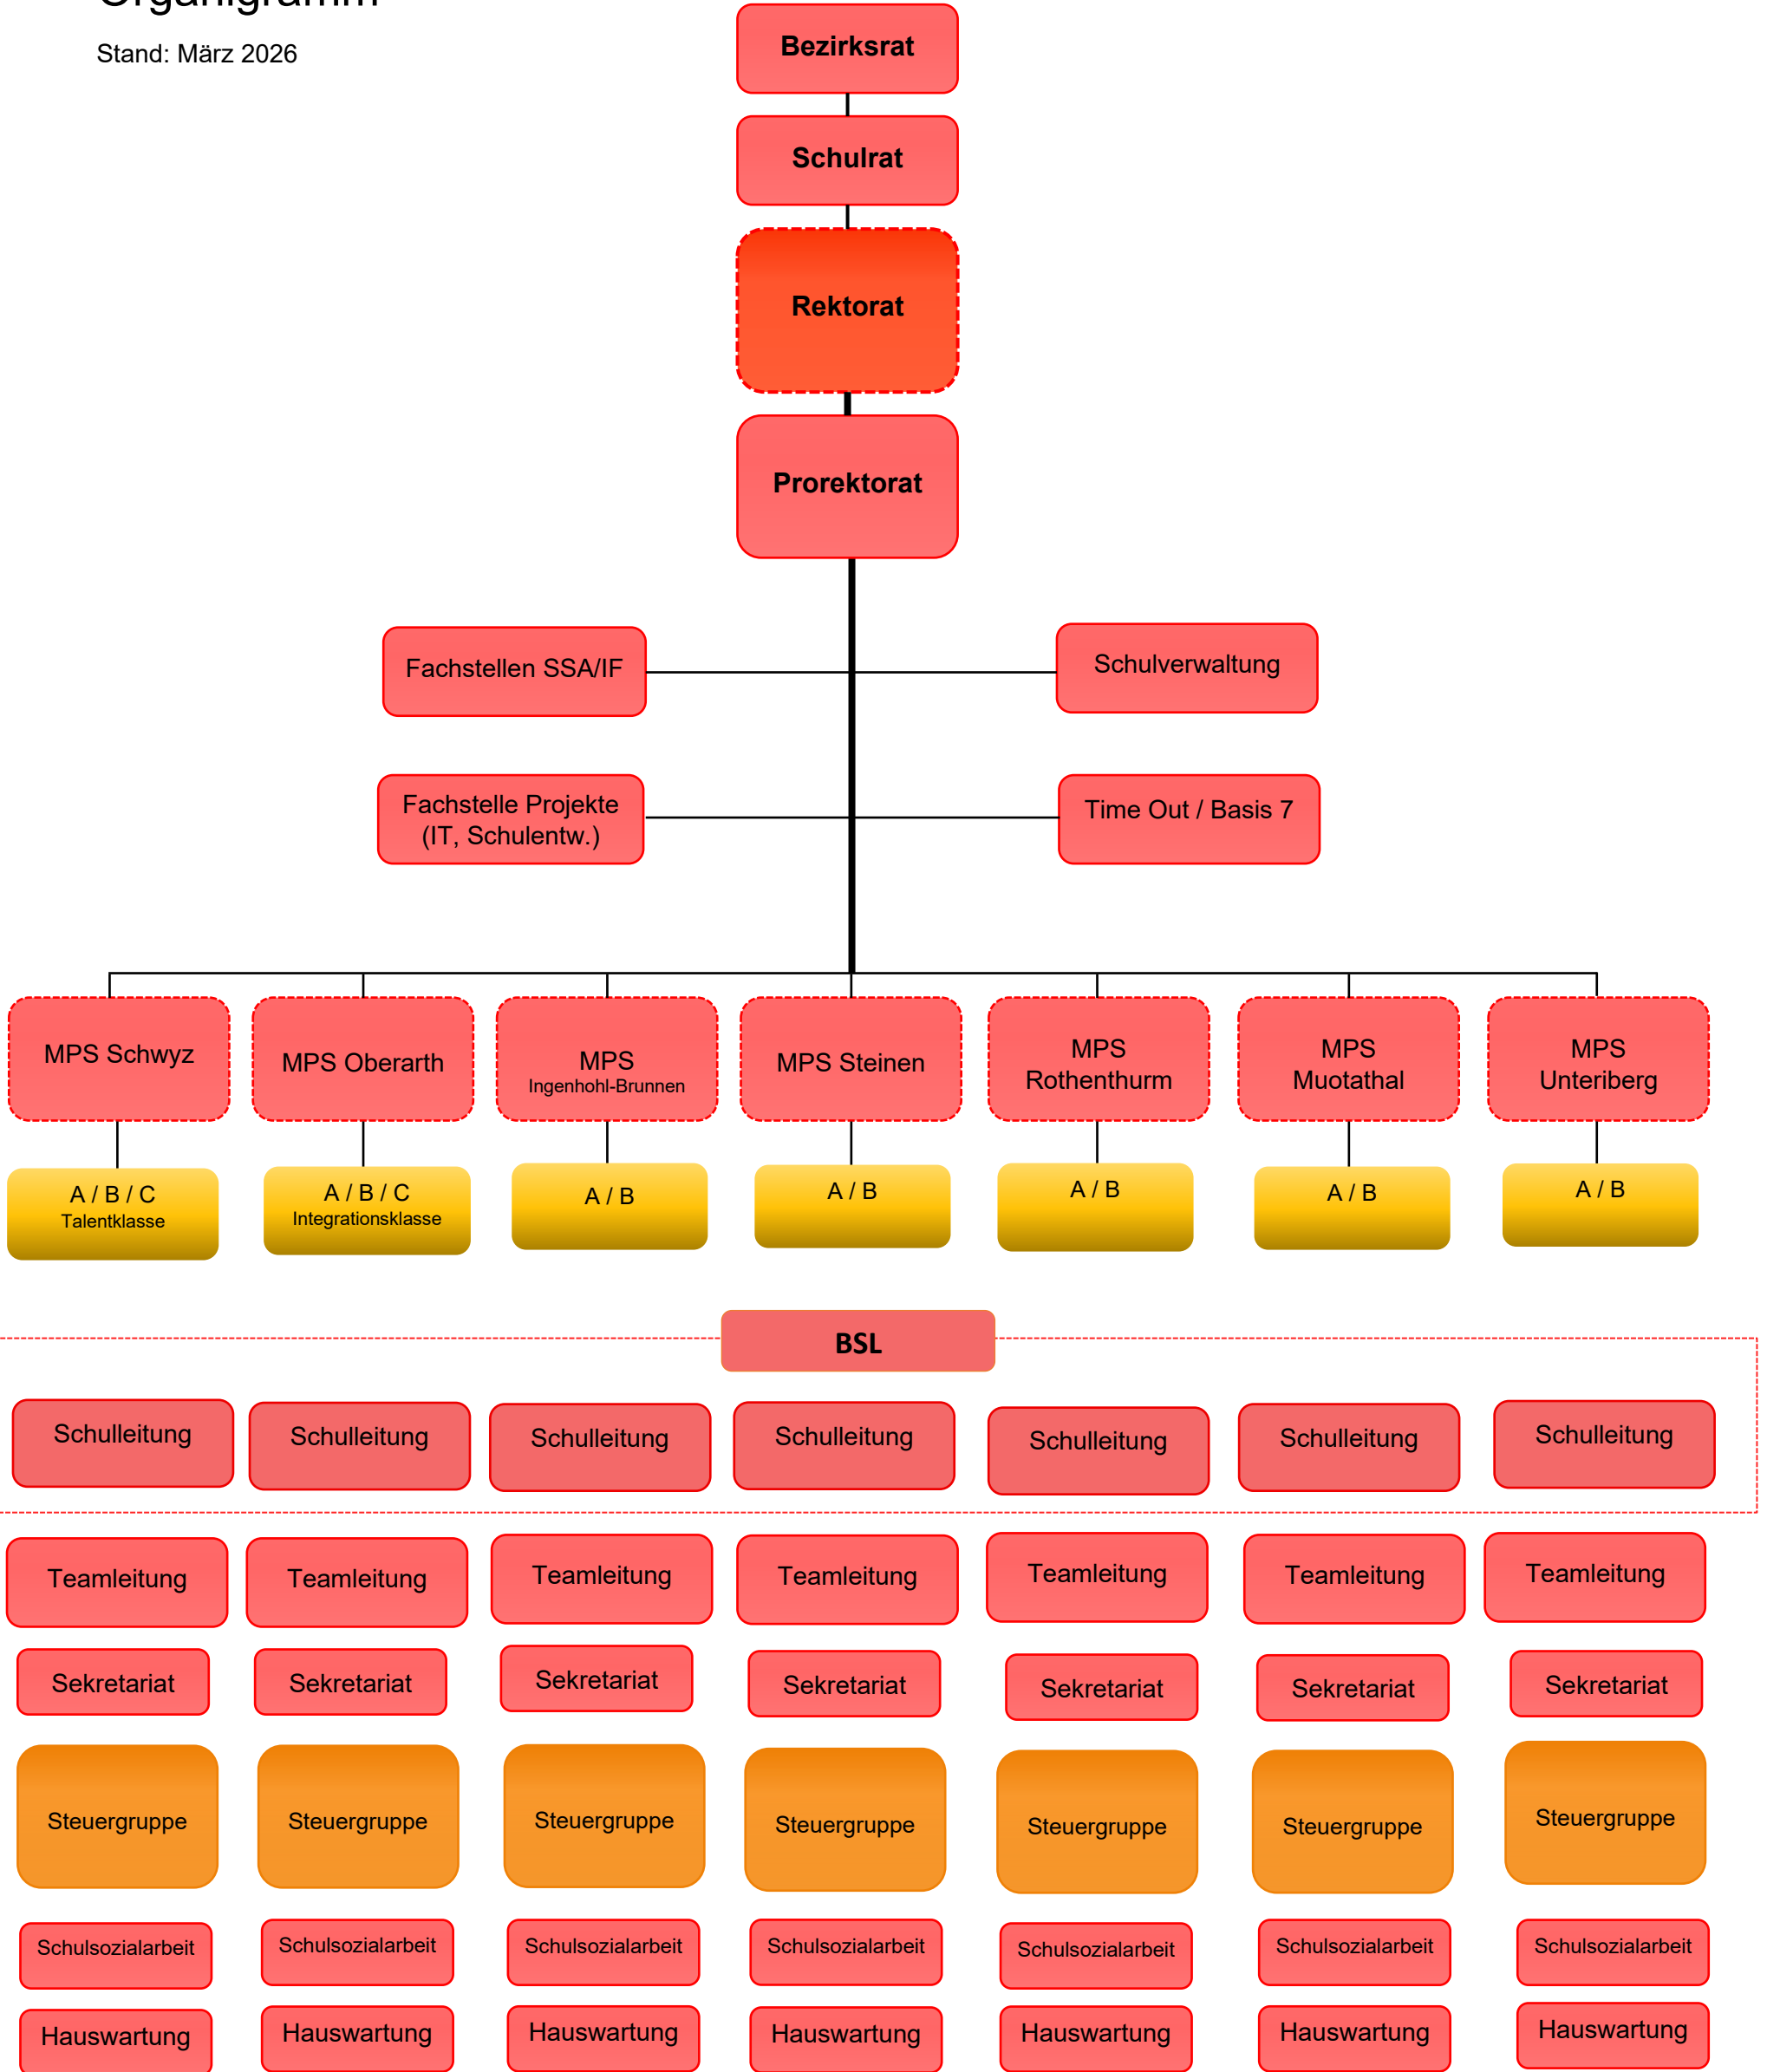 Organigramm
Stand: März 2026
Bezirksrat
Schulrat
Rektorat
Prorektorat
Fachstellen SSA/IF
Schulverwaltung
Fachstelle Projekte
(IT, Schulentw.)
Time Out / Basis 7
MPS Schwyz
MPS Oberarth
MPS
Ingenhohl-Brunnen
MPS Steinen
MPS
Rothenthurm
MPS
Muotathal
MPS
Unteriberg
A / B / C
Talentklasse
A / B / C
Integrationsklasse
A / B
A / B
A / B
A / B
A / B
BSL
Schulleitung
Schulleitung
Schulleitung
Schulleitung
Schulleitung
Schulleitung
Schulleitung
Teamleitung
Teamleitung
Teamleitung
Teamleitung
Teamleitung
Teamleitung
Teamleitung
Sekretariat
Sekretariat
Sekretariat
Sekretariat
Sekretariat
Sekretariat
Sekretariat
Steuergruppe
Steuergruppe
Steuergruppe
Steuergruppe
Steuergruppe
Steuergruppe
Steuergruppe
Schulsozialarbeit
Schulsozialarbeit
Schulsozialarbeit
Schulsozialarbeit
Schulsozialarbeit
Schulsozialarbeit
Schulsozialarbeit
Hauswartung
Hauswartung
Hauswartung
Hauswartung
Hauswartung
Hauswartung
Hauswartung